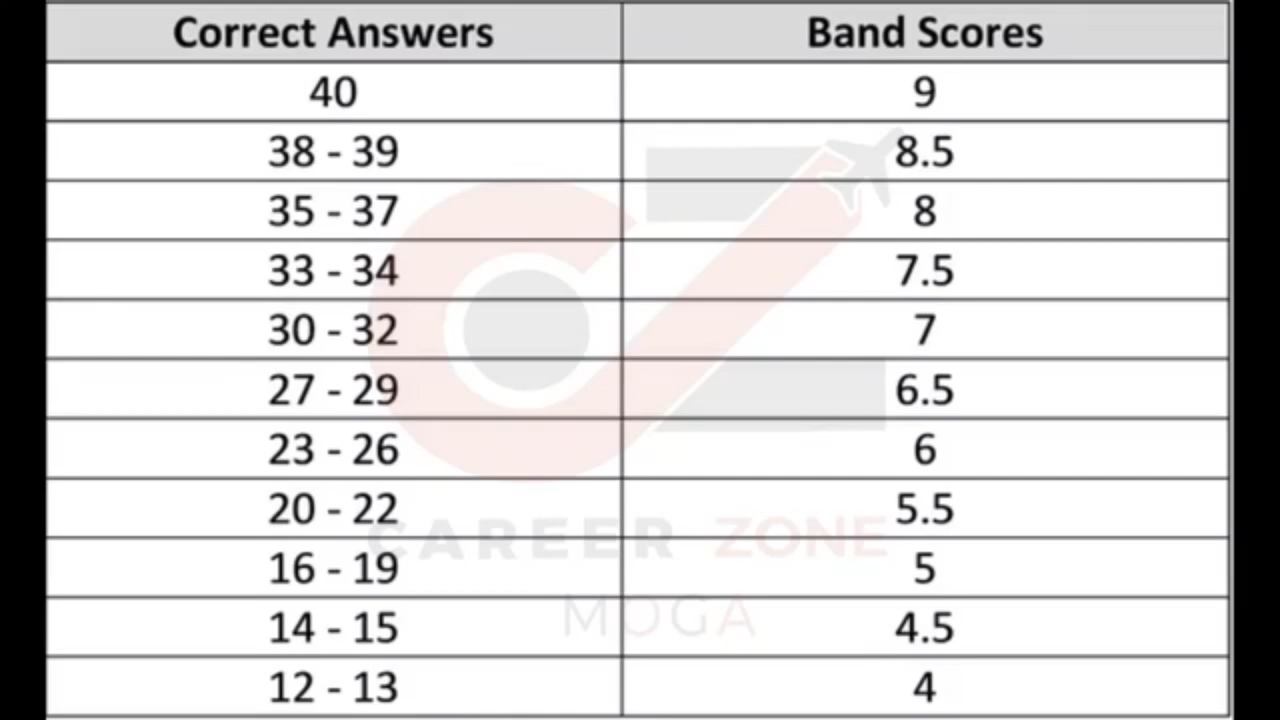 Correct Answers Band Scores
40 9
38 - 39 8.5
35 - 37 8
33 - 34 7.5
30 - 32 7
27 - 29 6.5
23 - 26 6
20 - 22 5.5
CAREER ZONE
16 - 19 5
MOGA
14 - 15 4.5
12 - 13 4